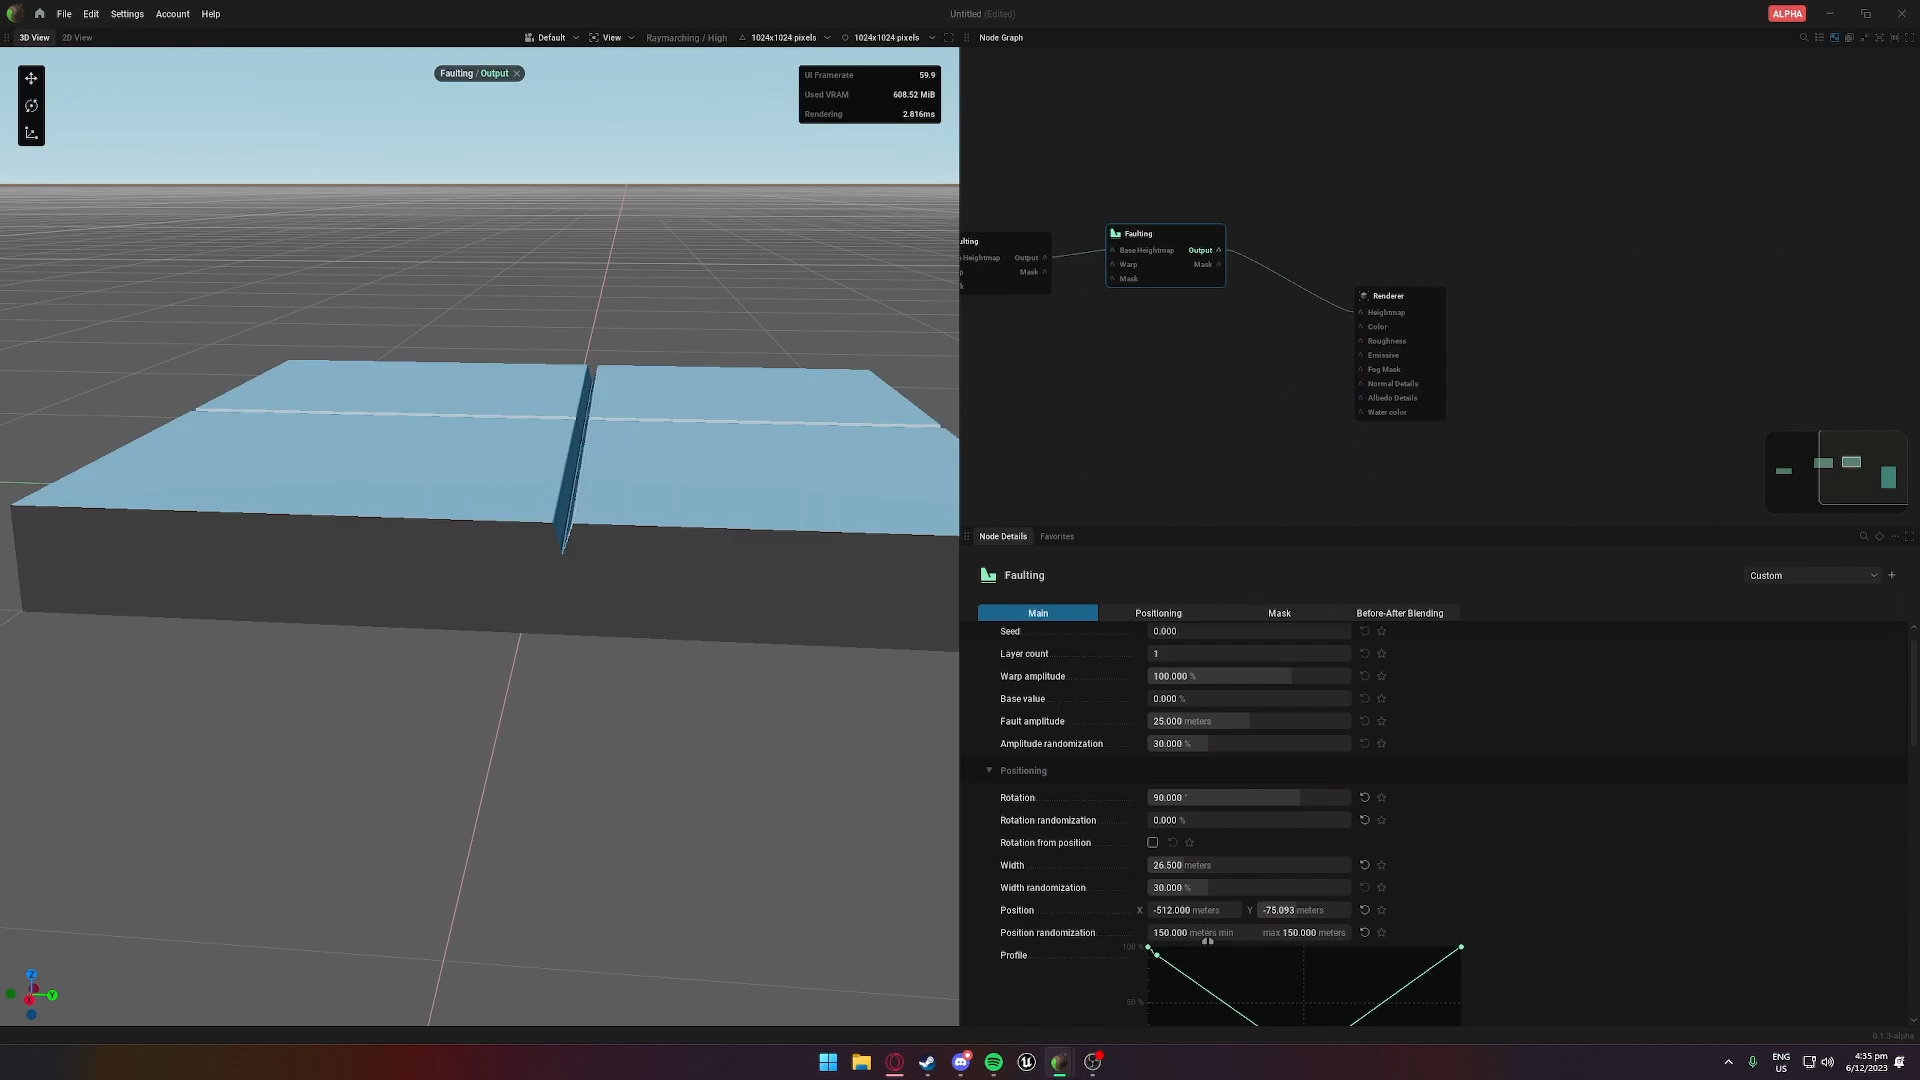 File Edit Settings Account Help
Untitled (Edited)
ALPHA
3D View 2D View
Default View Raymarching / High 1024x1024 pixels 1024x1024 pixels
Node Graph
Faulting / Output
UI Framerate 59.9
Used VRAM 608.52 MiB
Rendering 2.816ms
ulting
Heightmap Output
Mask
Faulting
Base Heightmap Output
Warp Mask
Mask
Renderer
Heightmap
Color
Roughness
Emissive
Fog Mask
Normal Details
Albedo Details
Water color
Node Details Favorites
Faulting
Custom
Main Positioning Mask Before-After Blending
Seed 0.000
Layer count 1
Warp amplitude 100.000 %
Base value 0.000 %
Fault amplitude 25.000 meters
Amplitude randomization 30.000 %
Positioning
Rotation 90.000 °
Rotation randomization 0.000 %
Rotation from position
Width 26.500 meters
Width randomization 30.000 %
Position X -512.000 meters Y -75.093 meters
Position randomization 150.000 meters min max 150.000 meters
100 %
Profile
50 %
Z
X
Y
0.1.3-alpha
ENG
US
4:35 pm
6/12/2023